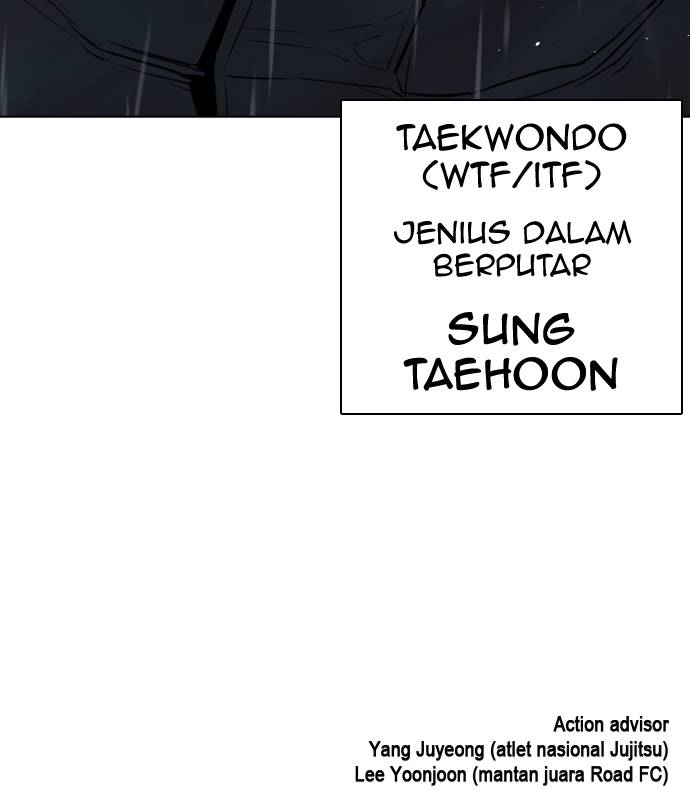 TAEKWONDO
(WTF/ITF)
JENIUS DALAM
BERPUTAR
SUNG
TAEHOON
Action advisor
Yang Juyeong (atlet nasional Jujitsu)
Lee Yoonjoon (mantan juara Road FC)